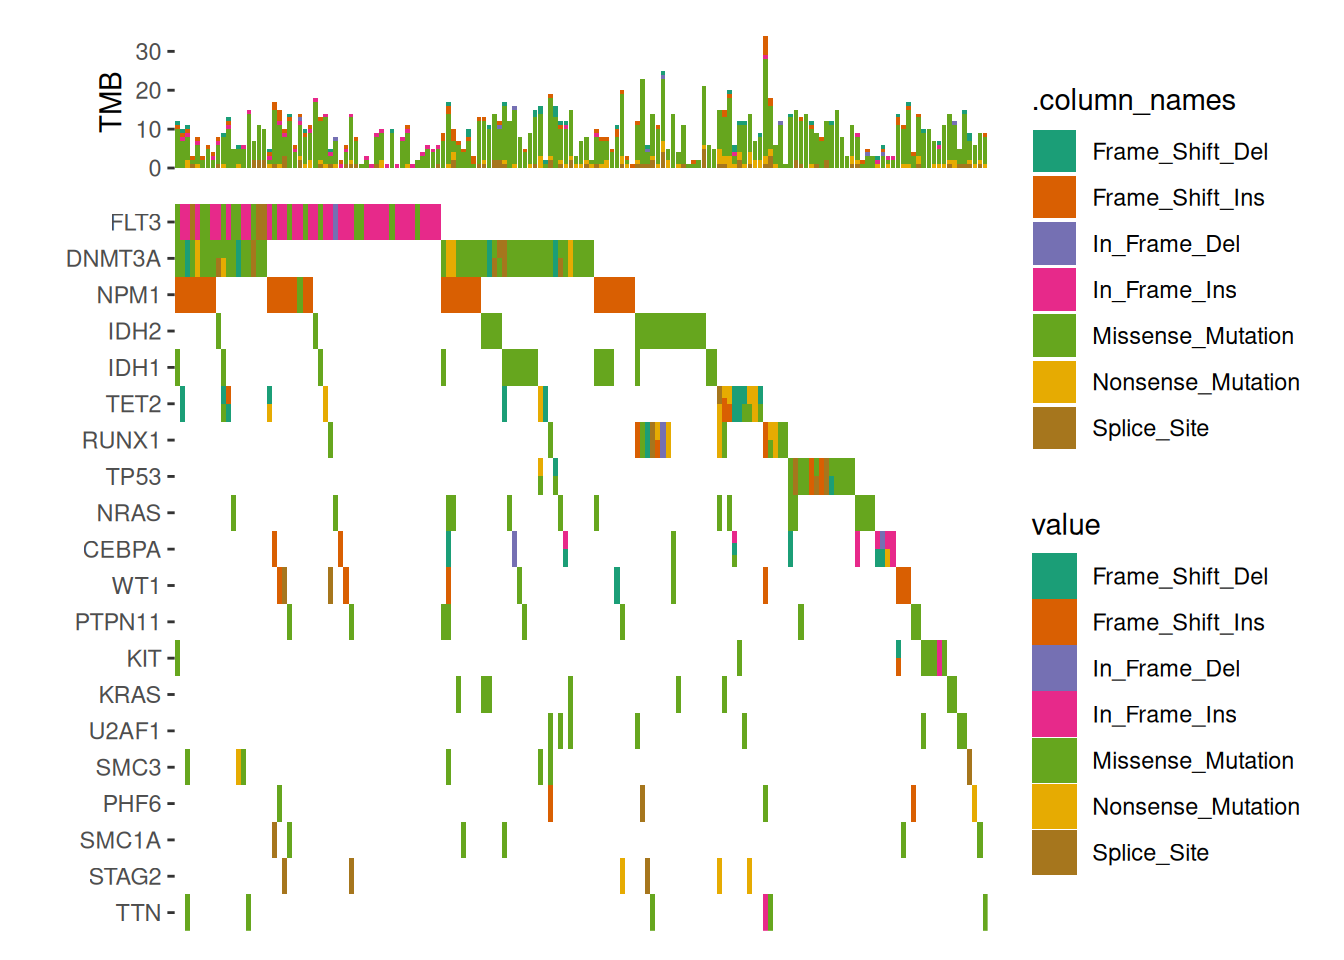 TMB
30
20
10
0
FLT3
DNMT3A
NPM1
IDH2
IDH1
TET2
RUNX1
TP53
NRAS
CEBPA
WT1
PTPN11
KIT
KRAS
U2AF1
SMC3
PHF6
SMC1A
STAG2
TTN
.column_names
Frame_Shift_Del
Frame_Shift_Ins
In_Frame_Del
In_Frame_Ins
Missense_Mutation
Nonsense_Mutation
Splice_Site
value
Frame_Shift_Del
Frame_Shift_Ins
In_Frame_Del
In_Frame_Ins
Missense_Mutation
Nonsense_Mutation
Splice_Site